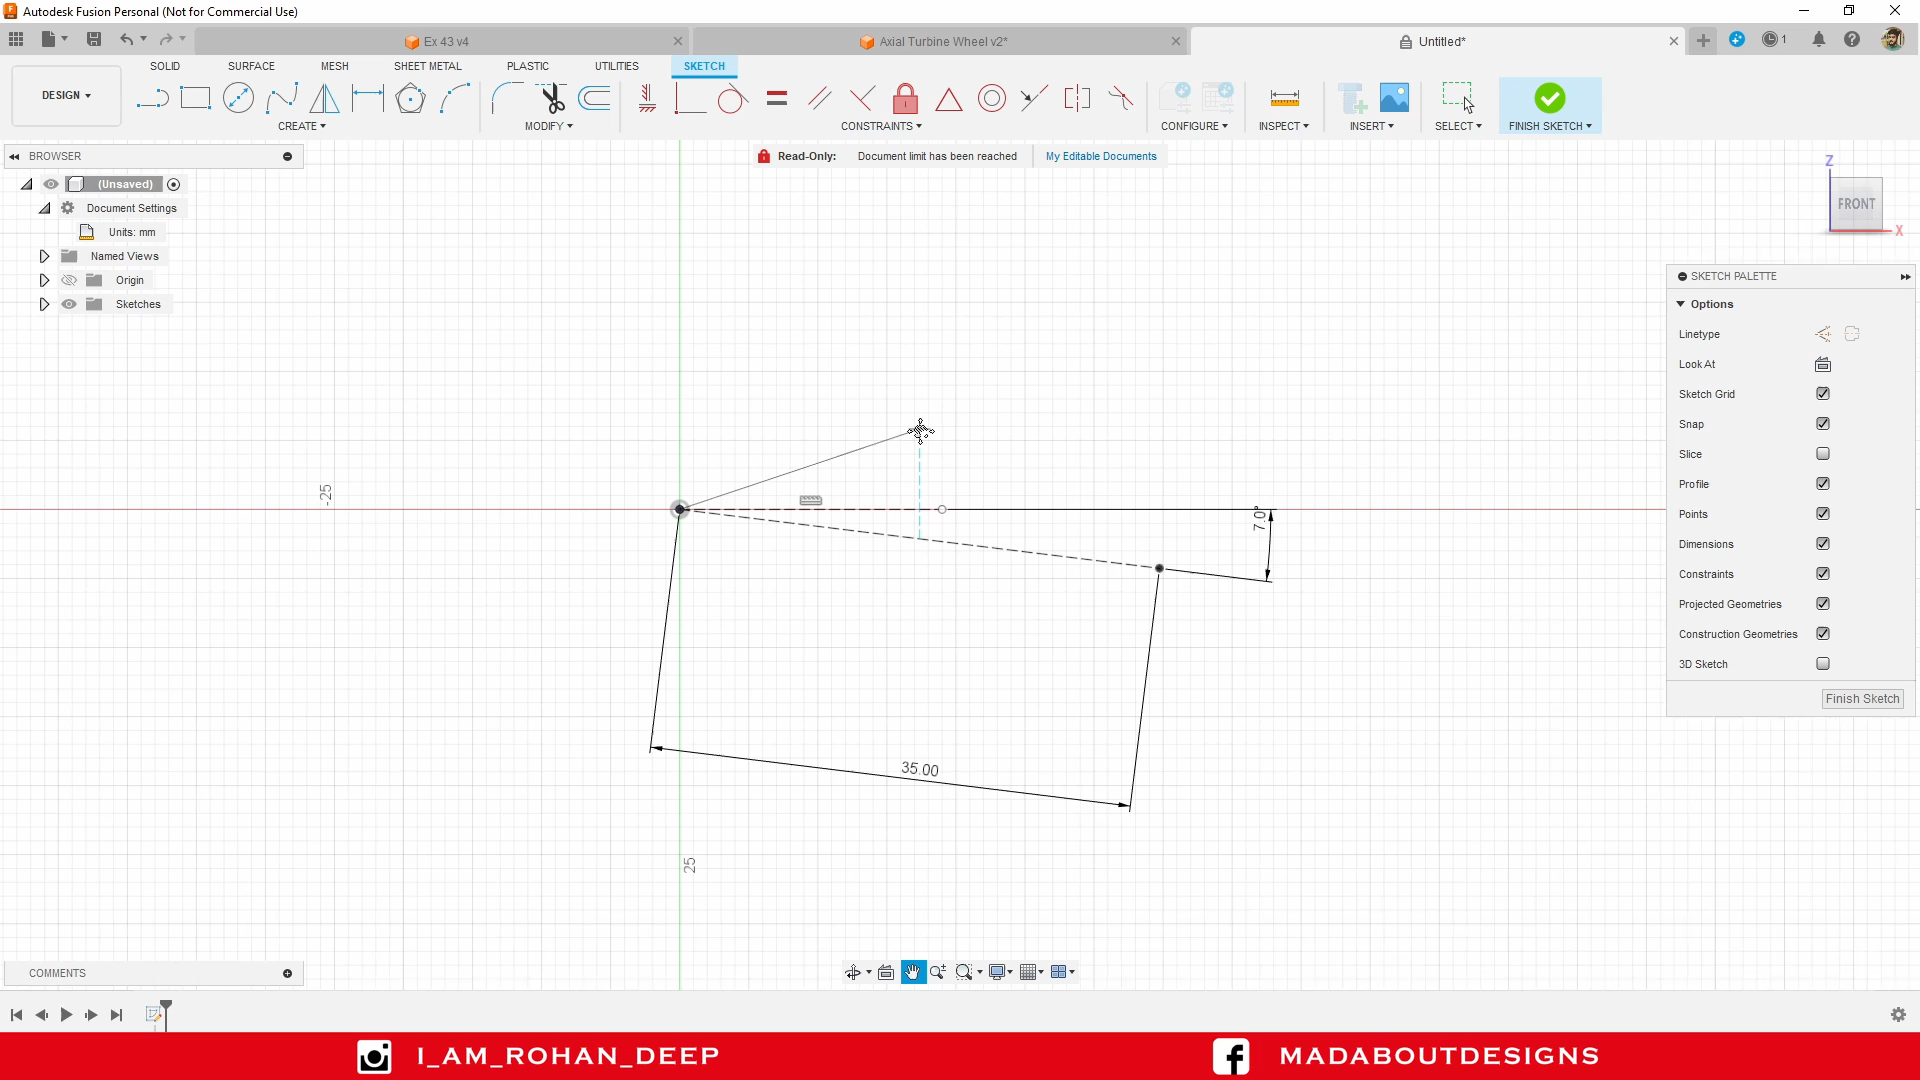 Autodesk Fusion Personal (Not for Commercial Use)
Ex 43 v4
Axial Turbine Wheel v2*
Untitled*
1
SOLID
SURFACE
MESH
SHEET METAL
PLASTIC
UTILITIES
SKETCH
DESIGN
CREATE
MODIFY
CONSTRAINTS
CONFIGURE
INSPECT
INSERT
SELECT
FINISH SKETCH
BROWSER
Read-Only: Document limit has been reached My Editable Documents
(Unsaved)
Document Settings
Units: mm
Named Views
Origin
Sketches
Z
FRONT
X
SKETCH PALETTE
Options
Linetype
Look At
Sketch Grid
Snap
Slice
Profile
Points
Dimensions
Constraints
Projected Geometries
Construction Geometries
3D Sketch
Finish Sketch
-25
7.0°
35.00
25
COMMENTS
I_AM_ROHAN_DEEP
MADABOUTDESIGNS